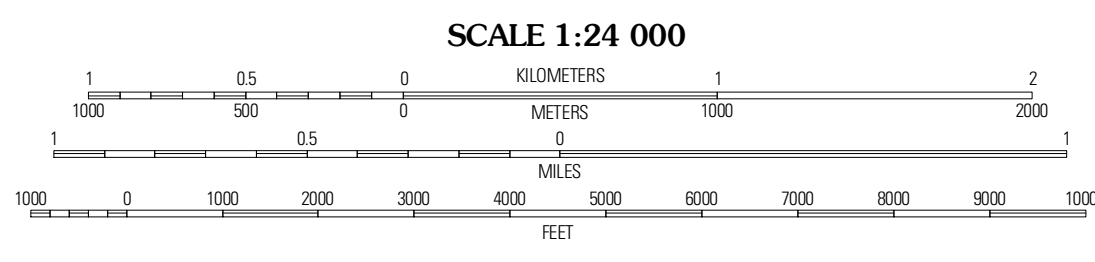 SCALE 1:24 000
1 0.5 0 KILOMETERS 1 2
1000 500 0 METERS 1000 2000
1 0.5 0 1
MILES
1000 0 1000 2000 3000 4000 5000 6000 7000 8000 9000
FEET